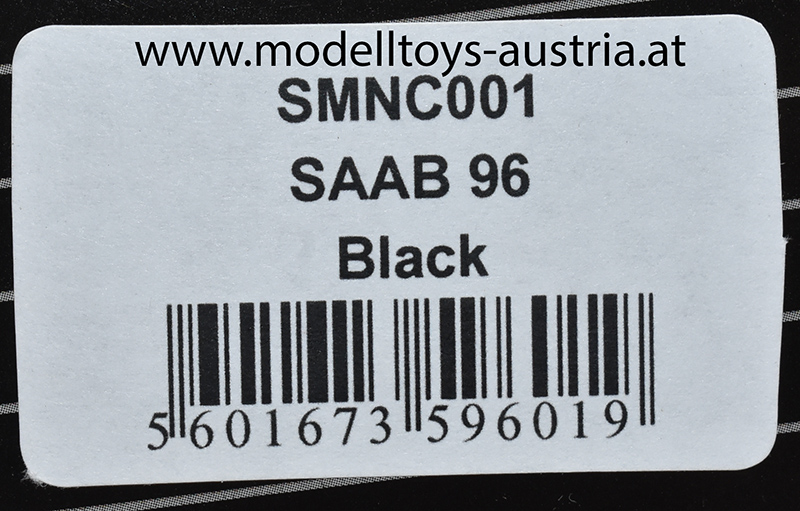 www.modelltoys-austria.at
SMNC001
SAAB 96
Black
5 601673 596019